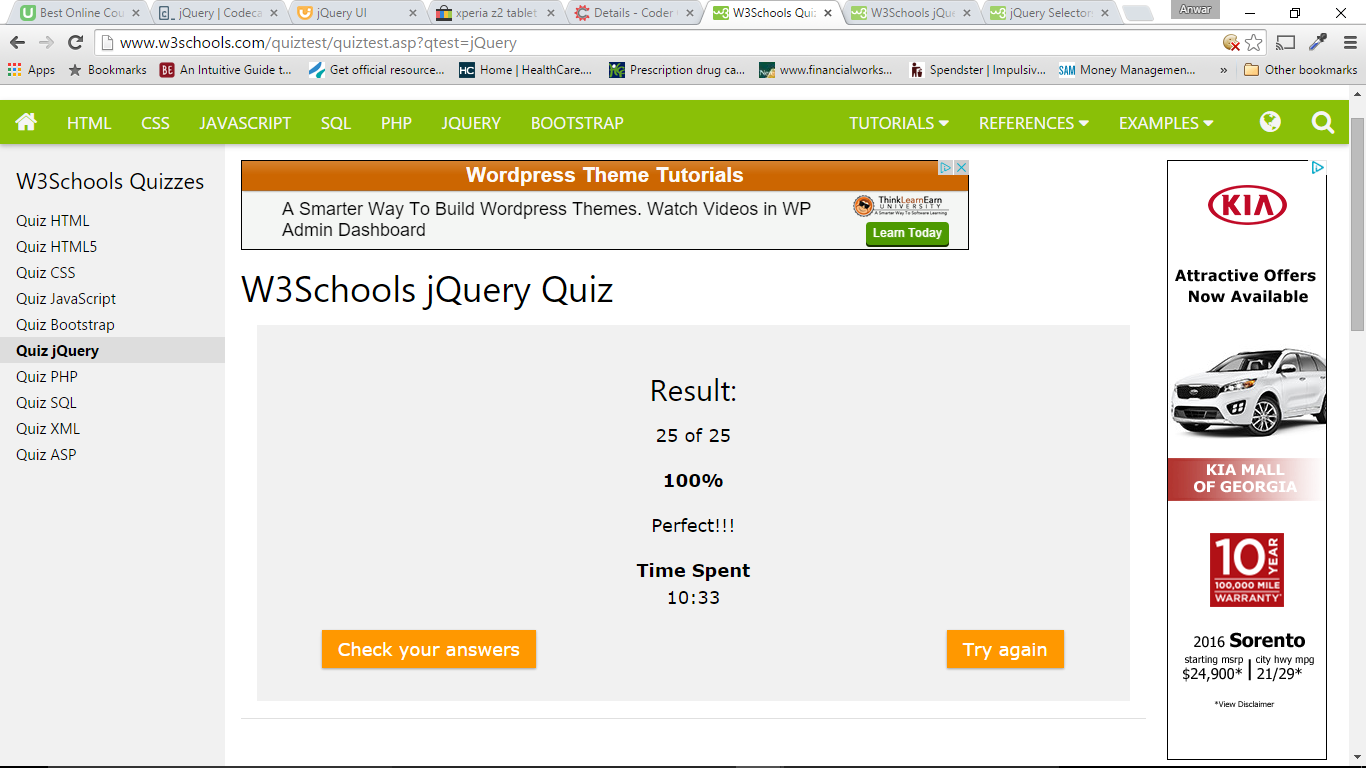 Best Online Cou
jQuery | Codeca
jQuery UI
xperia z2 tablet
Details - Coder
W3Schools Quiz
W3Schools jQue
jQuery Selectors
Anwar
www.w3schools.com/quiztest/quiztest.asp?qtest=jQuery
Apps
Bookmarks
BE An Intuitive Guide t...
Get official resource...
HC Home | HealthCare....
Prescription drug ca...
www.financialworks...
Spendster | Impulsiv...
SAM Money Managemen...
»
Other bookmarks
HTML
CSS
JAVASCRIPT
SQL
PHP
JQUERY
BOOTSTRAP
TUTORIALS
REFERENCES
EXAMPLES
W3Schools Quizzes
Quiz HTML
Quiz HTML5
Quiz CSS
Quiz JavaScript
Quiz Bootstrap
Quiz jQuery
Quiz PHP
Quiz SQL
Quiz XML
Quiz ASP
Wordpress Theme Tutorials
A Smarter Way To Build Wordpress Themes. Watch Videos in WP
Admin Dashboard
ThinkLearnEarn
UNIVERSITY
A Smarter Way To Software Learning
Learn Today
W3Schools jQuery Quiz
Result:
25 of 25
100%
Perfect!!!
Time Spent
10:33
Check your answers
Try again
KIA
Attractive Offers
Now Available
KIA MALL
OF GEORGIA
10 YEAR
100,000 MILE
WARRANTY*
2016 Sorento
starting msrp
$24,900*
city hwy mpg
21/29*
*View Disclaimer